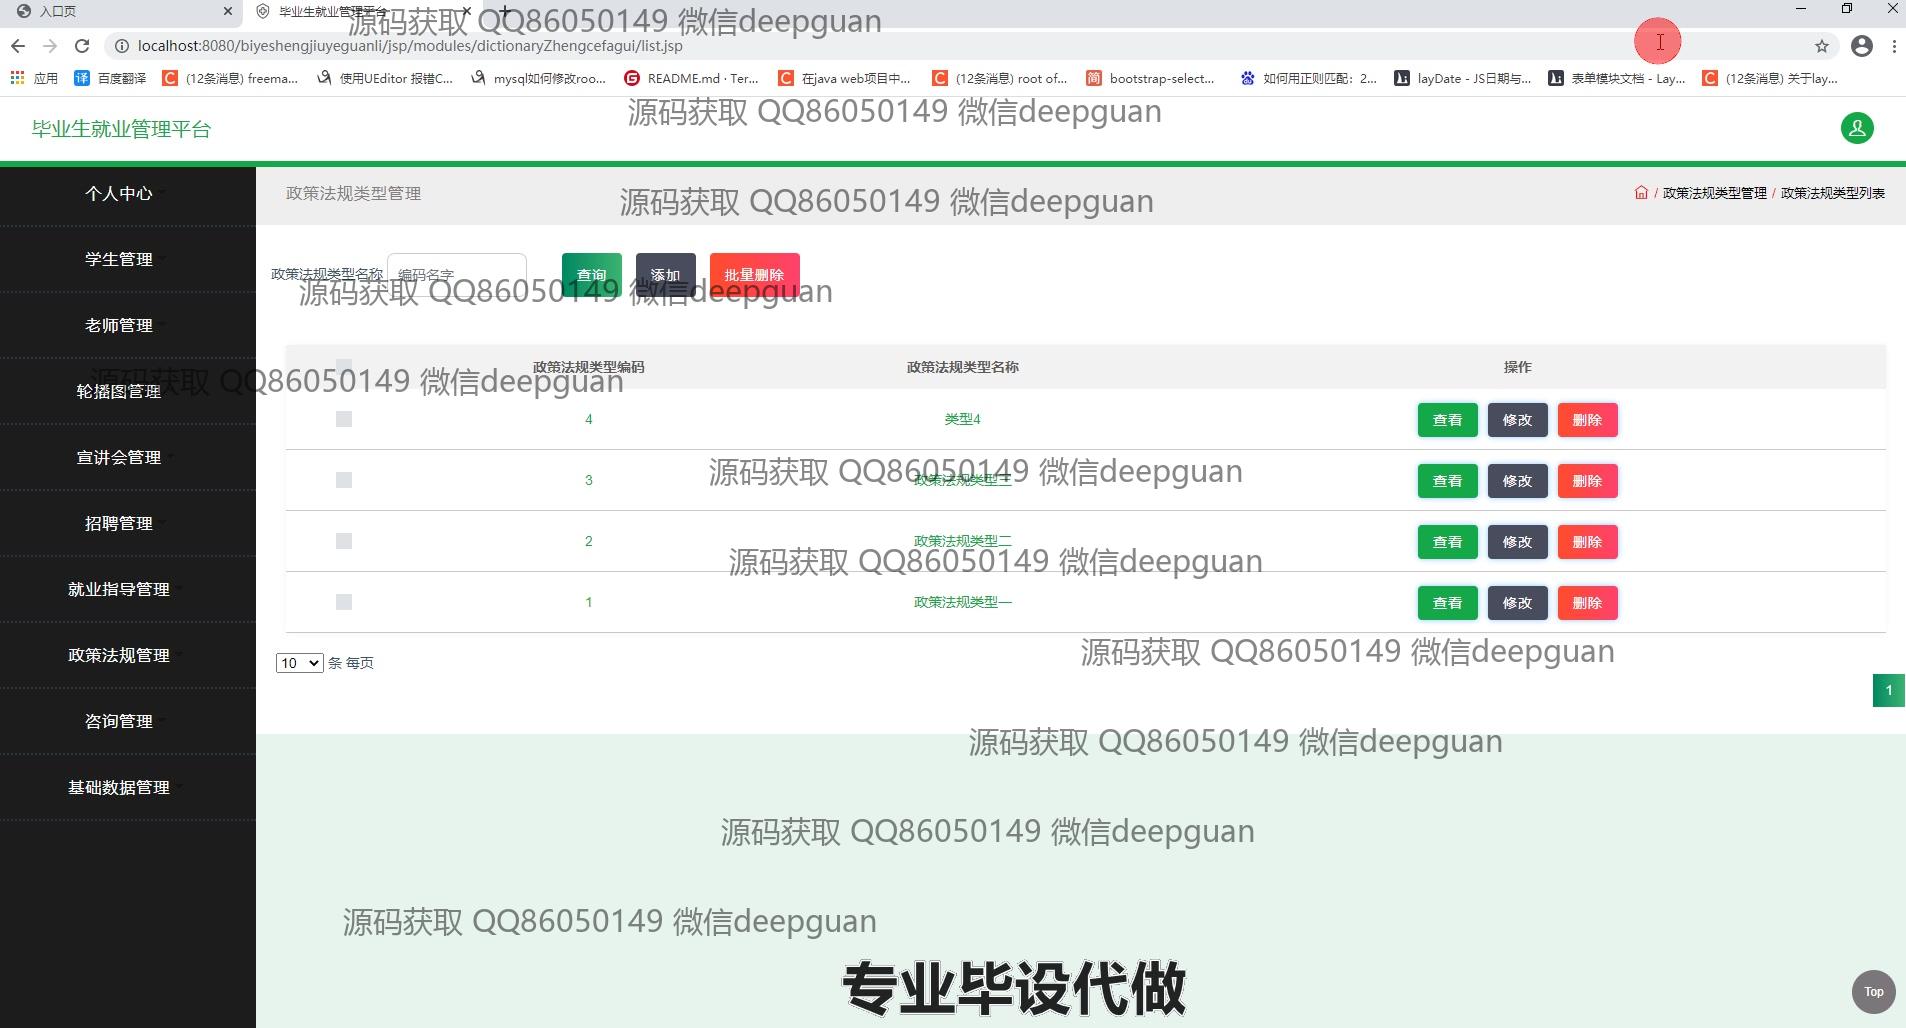 入口页
毕业生就业管理平台
源码获取 QQ86050149 微信deepguan
localhost:8080/biyeshengjiuyeguanli/jsp/modules/dictionaryZhengcefagui/list.jsp
应用 百度翻译 (12条消息) freema... 使用UEditor 报错C... mysql如何修改roo... README.md · Ter... 在java web项目中... (12条消息) root of... bootstrap-select... 如何用正则匹配：2... layDate - JS日期与... 表单模块文档 - Lay... (12条消息) 关于lay...
源码获取 QQ86050149 微信deepguan
毕业生就业管理平台
个人中心
政策法规类型管理
/ 政策法规类型管理 / 政策法规类型列表
源码获取 QQ86050149 微信deepguan
学生管理
政策法规类型名称 编码名字 查询 添加 批量删除
源码获取 QQ86050149 微信deepguan
老师管理
政策法规类型编码 政策法规类型名称 操作
源码获取 QQ86050149 微信deepguan
轮播图管理
4 类型4 查看 修改 删除
宣讲会管理
源码获取 QQ86050149 微信deepguan
3 政策法规类型三 查看 修改 删除
招聘管理
2 政策法规类型二 查看 修改 删除
源码获取 QQ86050149 微信deepguan
就业指导管理
1 政策法规类型一 查看 修改 删除
政策法规管理
源码获取 QQ86050149 微信deepguan
10 条 每页
1
咨询管理
源码获取 QQ86050149 微信deepguan
基础数据管理
源码获取 QQ86050149 微信deepguan
源码获取 QQ86050149 微信deepguan
专业毕设代做
Top